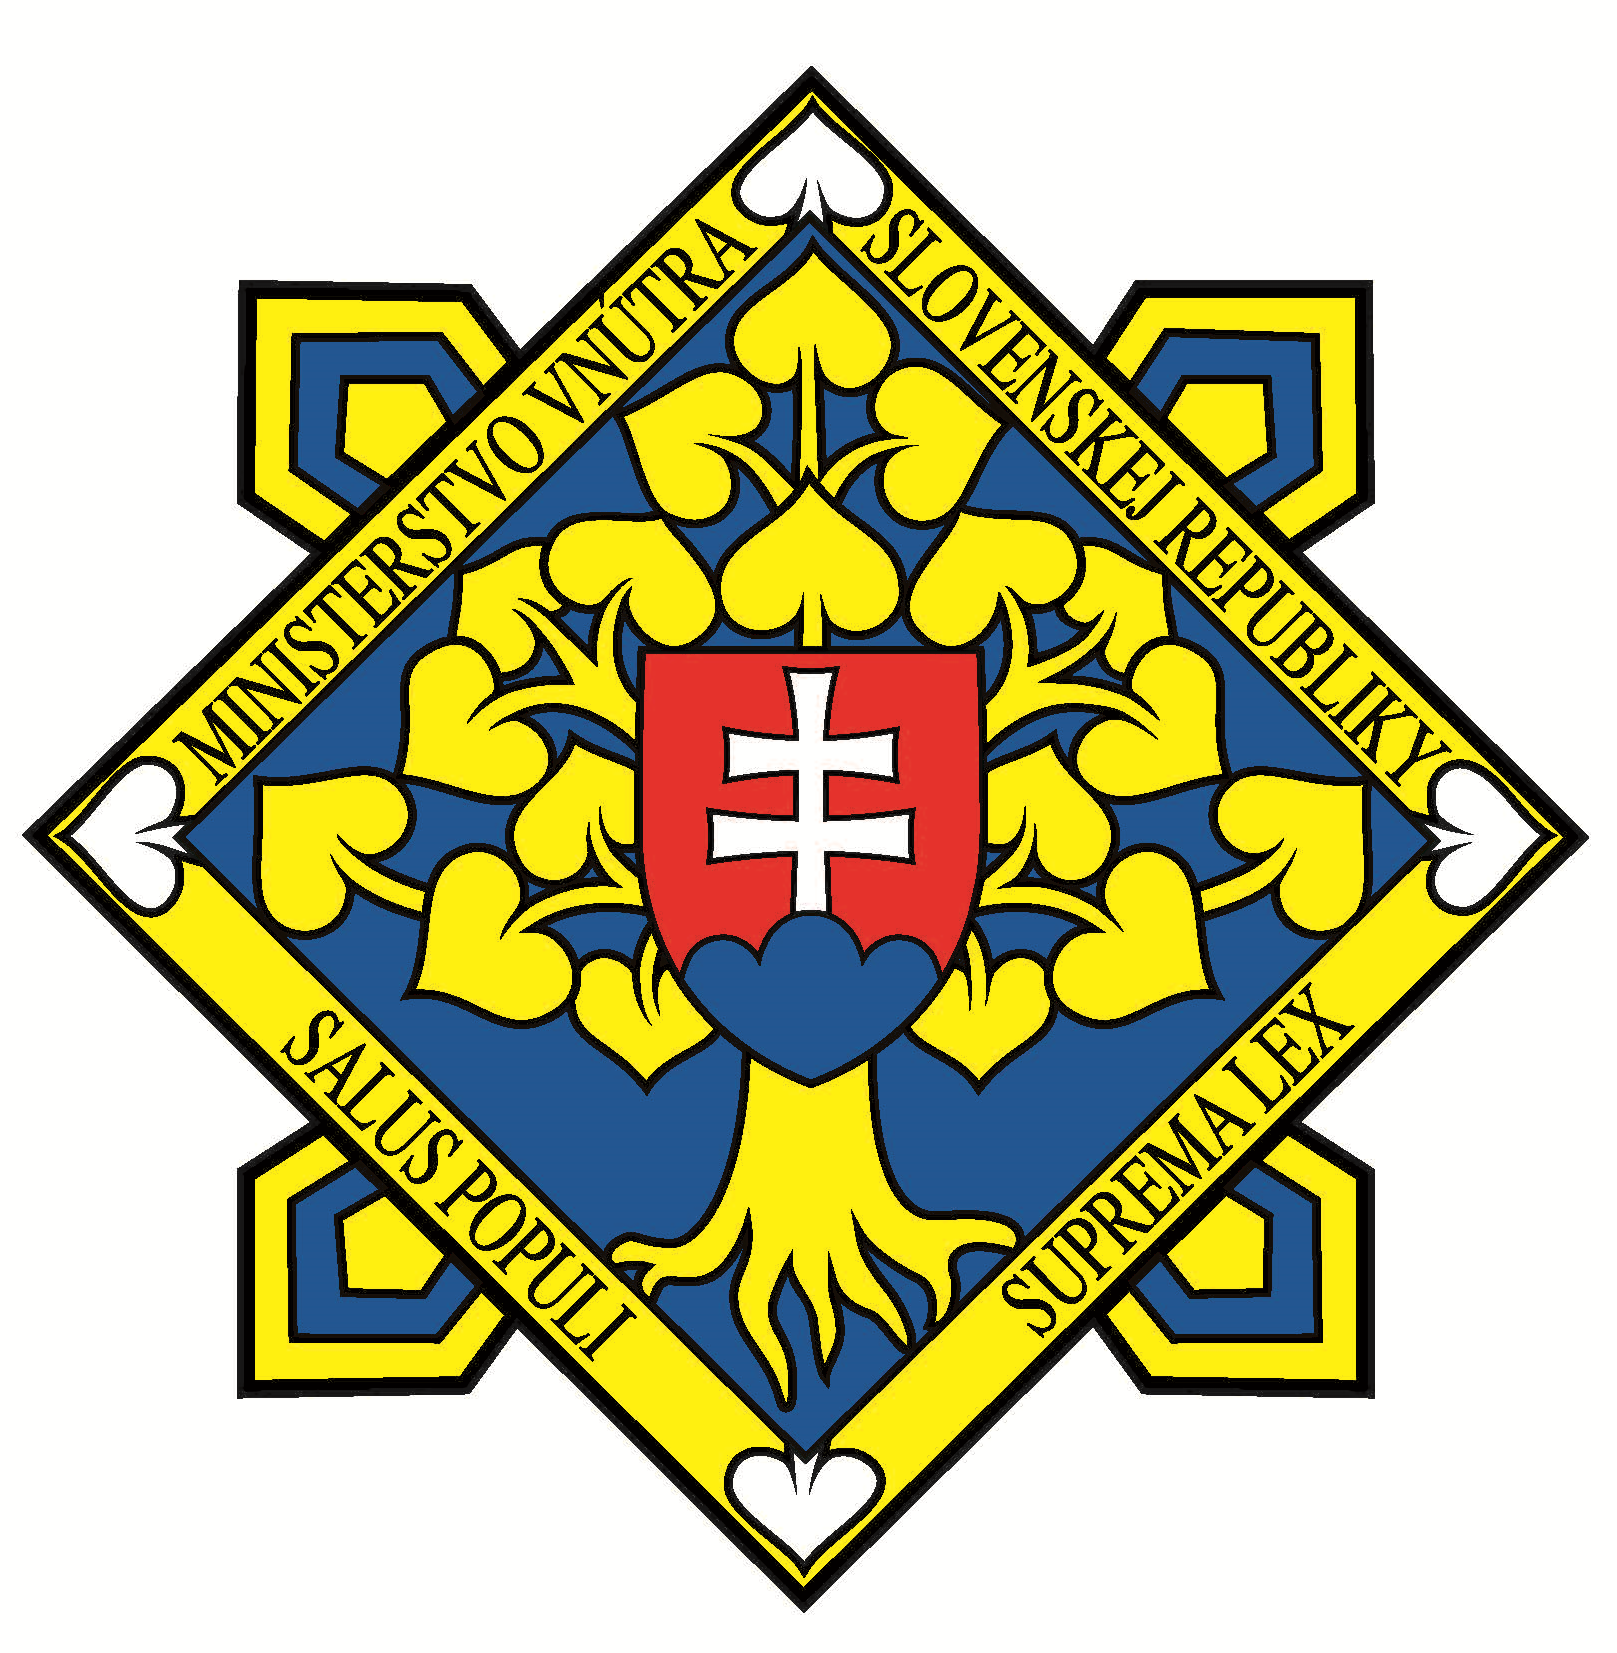 MINISTERSTVO VNÚTRA
SLOVENSKEJ REPUBLIKY
SALUS POPULI
SUPREMA LEX